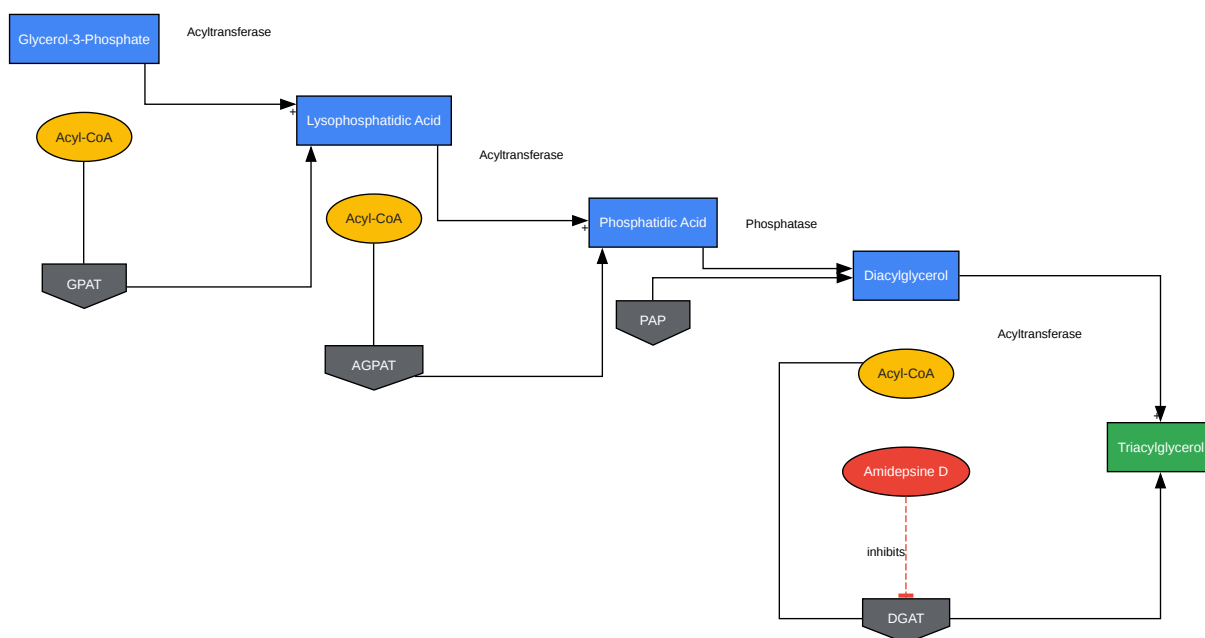 Glycerol-3-Phosphate
Acyltransferase
+
Lysophosphatidic Acid
Acyl-CoA
Acyltransferase
Acyl-CoA
+
Phosphatidic Acid
Phosphatase
GPAT
Diacylglycerol
PAP
Acyltransferase
AGPAT
Acyl-CoA
+
Triacylglycerol
Amidepsine D
inhibits
DGAT